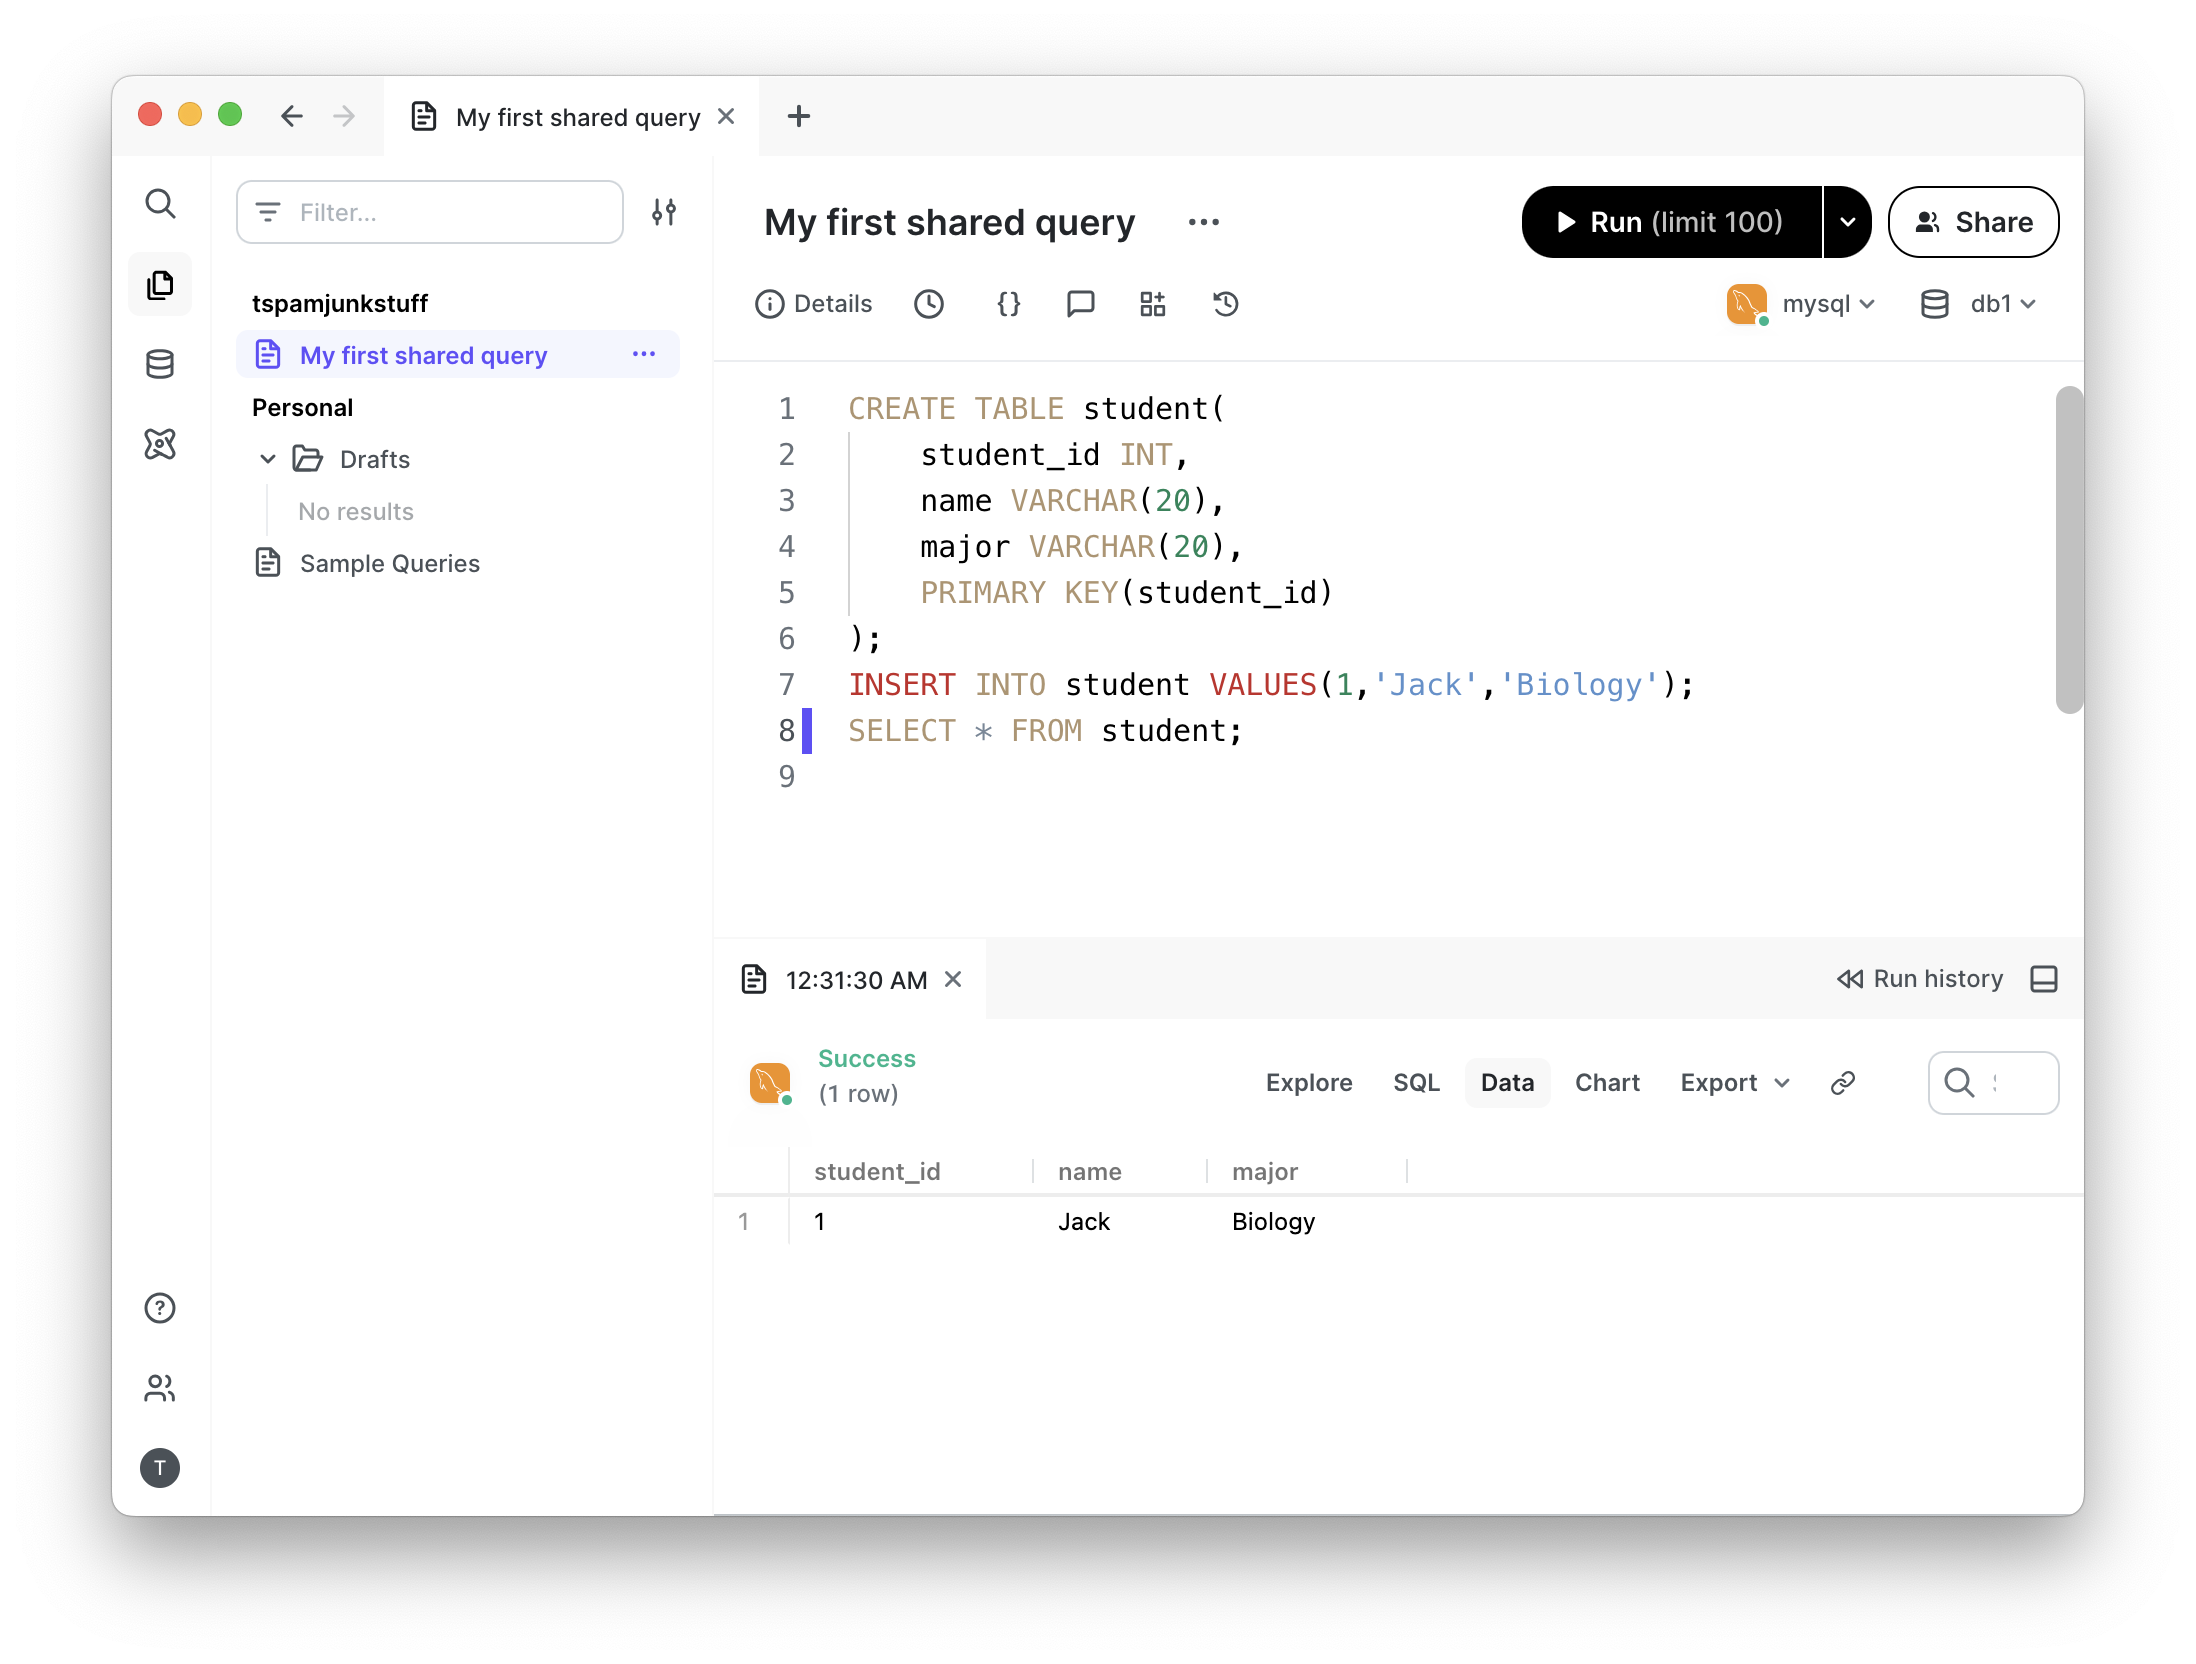 My first shared query
Filter...
tspamjunkstuff
My first shared query
Personal
Drafts
No results
Sample Queries
T
My first shared query
Run (limit 100)
Share
Details
mysql
db1
1 CREATE TABLE student(
2 student_id INT,
3 name VARCHAR(20),
4 major VARCHAR(20),
5 PRIMARY KEY(student_id)
6 );
7 INSERT INTO student VALUES(1,'Jack','Biology');
8 SELECT * FROM student;
9
12:31:30 AM
Run history
Success
(1 row)
Explore SQL Data Chart Export
student_id name major
1 1 Jack Biology